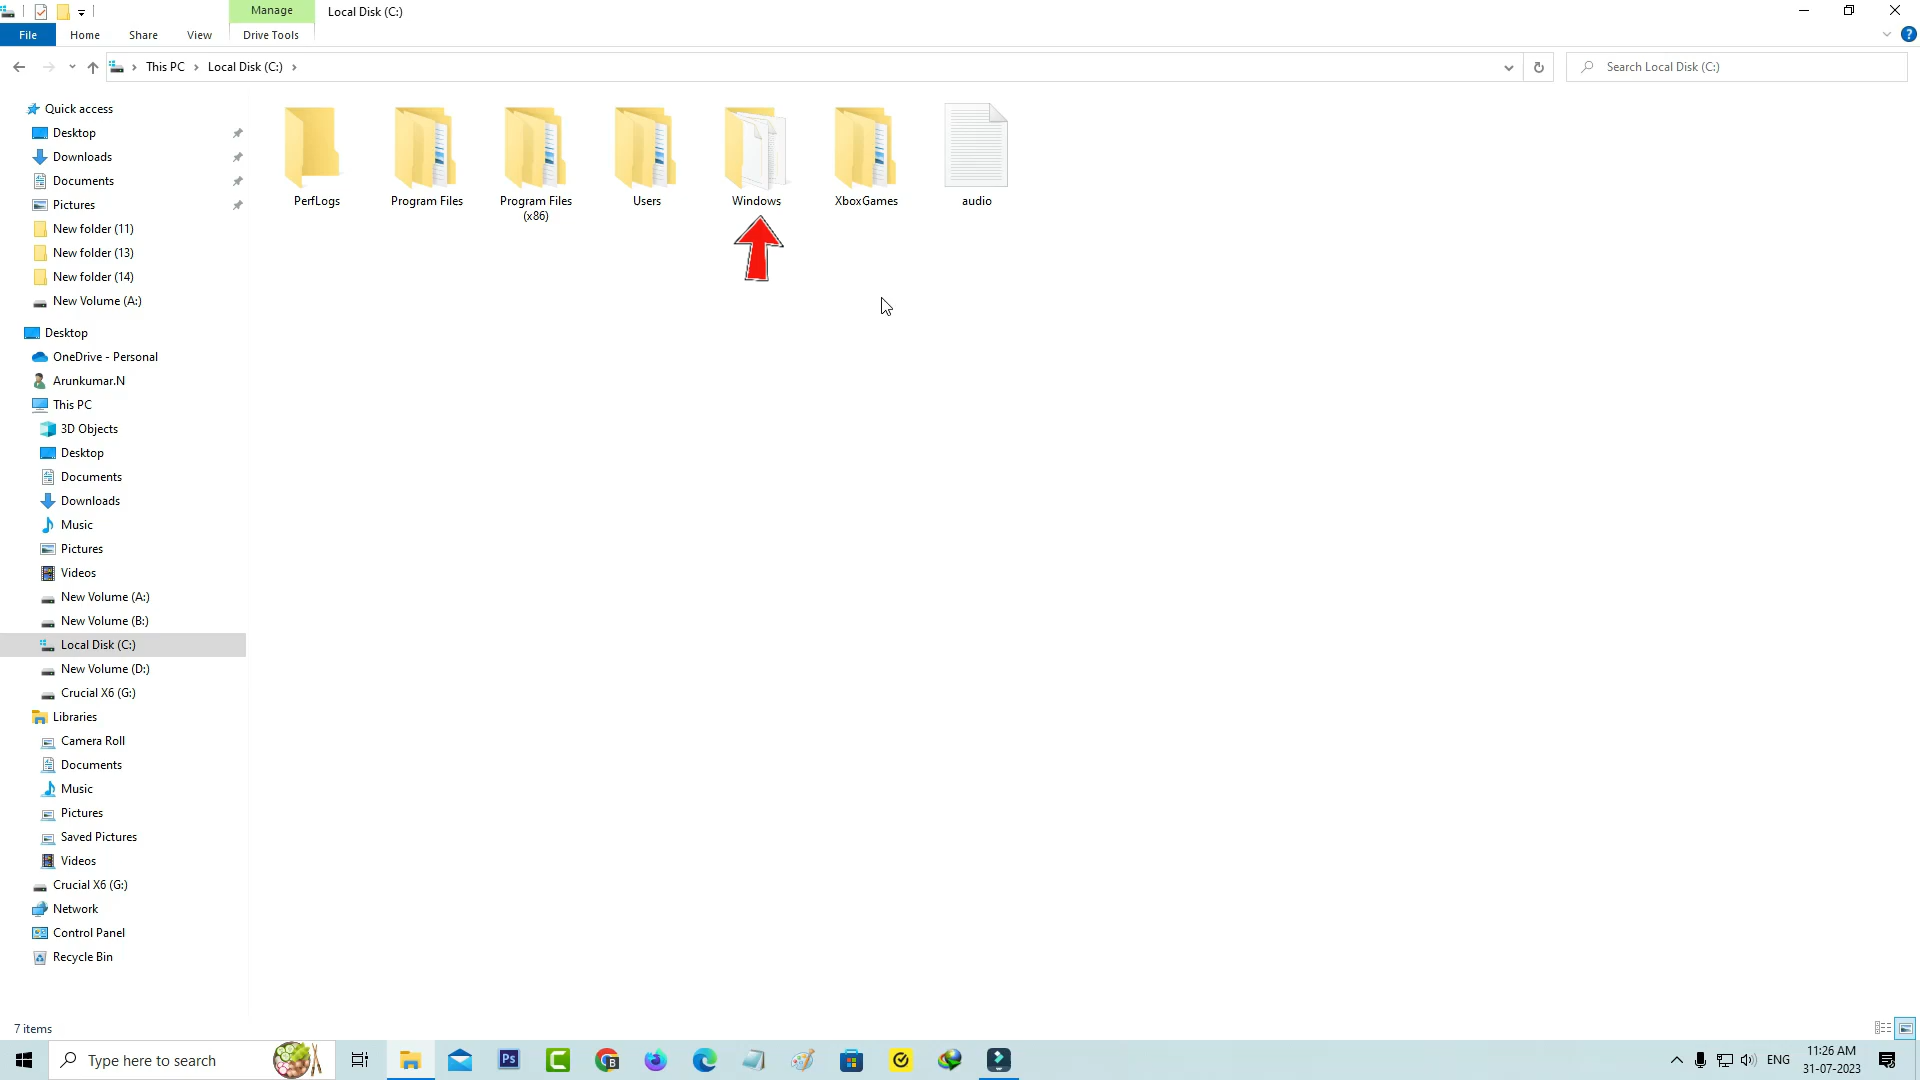 Manage
Local Disk (C:)
File
Home
Share
View
Drive Tools
This PC
Local Disk (C:)
Search Local Disk (C:)
Quick access
Desktop
Downloads
Documents
Pictures
New folder (11)
New folder (13)
New folder (14)
New Volume (A:)
Desktop
OneDrive - Personal
Arunkumar.N
This PC
3D Objects
Desktop
Documents
Downloads
Music
Pictures
Videos
New Volume (A:)
New Volume (B:)
Local Disk (C:)
New Volume (D:)
Crucial X6 (G:)
Libraries
Camera Roll
Documents
Music
Pictures
Saved Pictures
Videos
Crucial X6 (G:)
Network
Control Panel
Recycle Bin
PerfLogs
Program Files
Program Files
(x86)
Users
Windows
XboxGames
audio
7 items
Type here to search
Ps
B
ENG
11:26 AM
31-07-2023